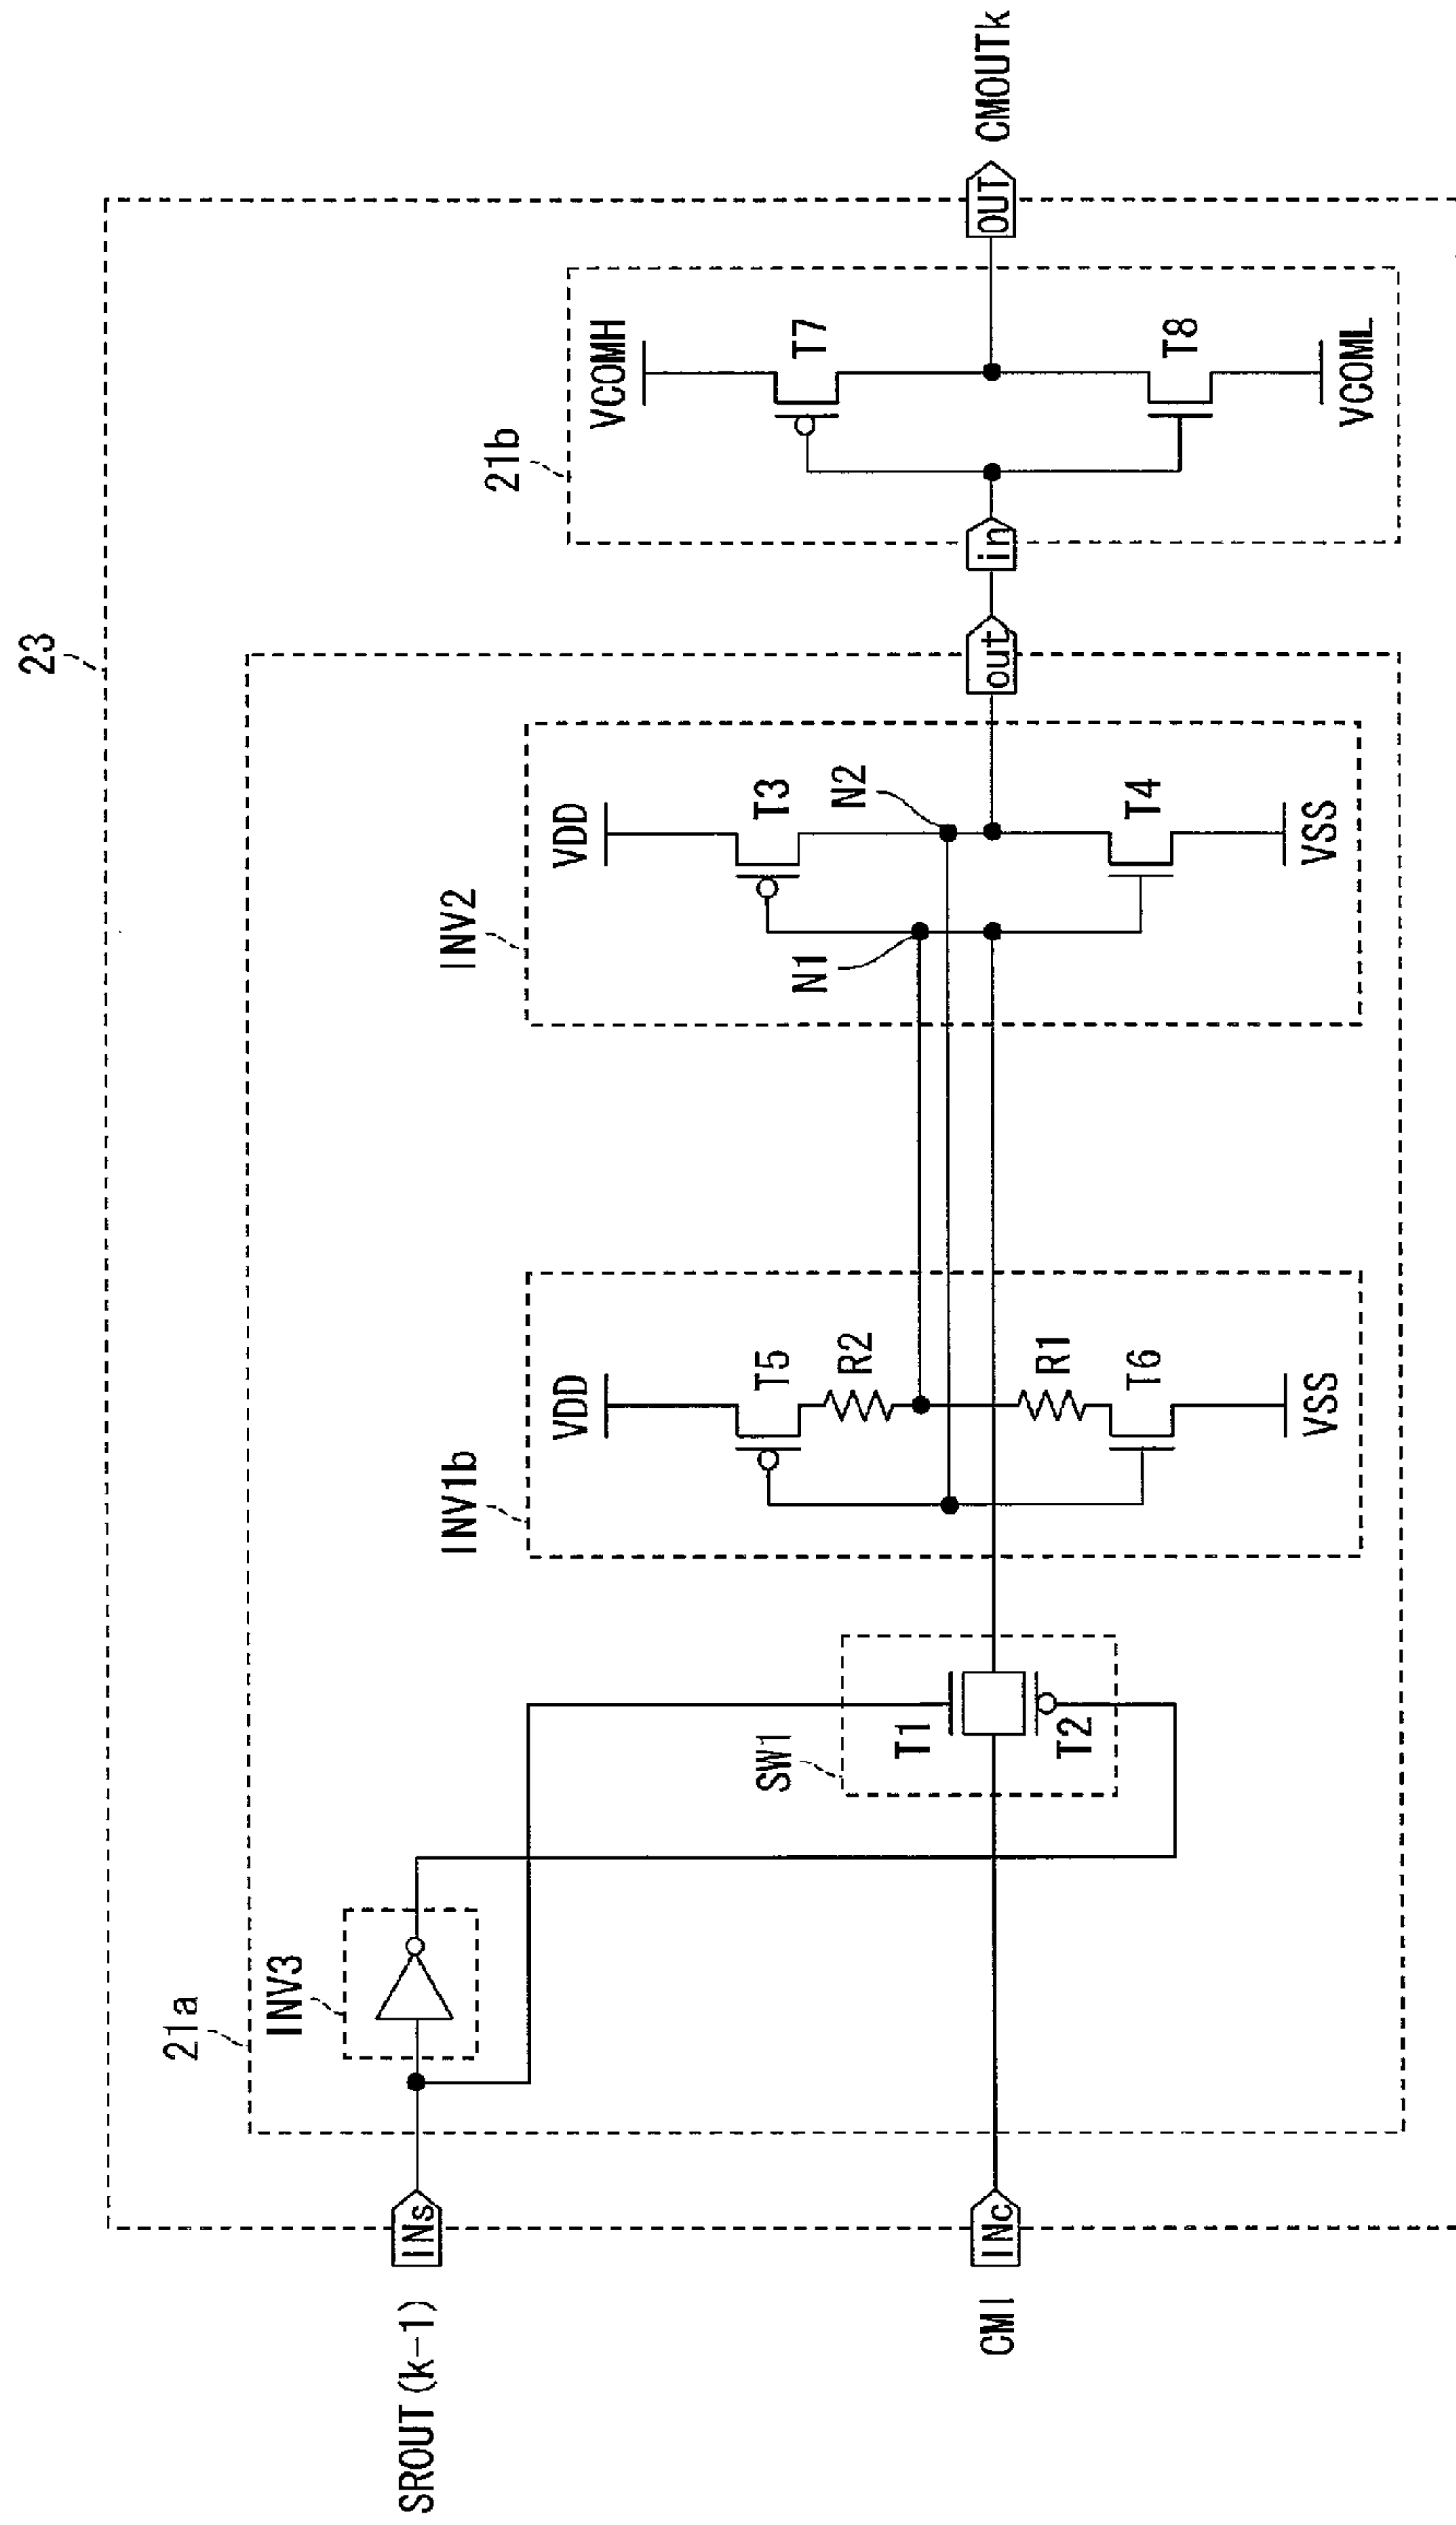 23
21a
INV3
INV1b
INV2
21b
VDD
VDD
VCOMH
SROUT(k-1)
INs
T5
T3
T7
R2
N1
N2
SW1
T1
CMI
INc
T2
R1
out
in
OUT
CMOUTk
T6
T4
T8
VSS
VSS
VCOML